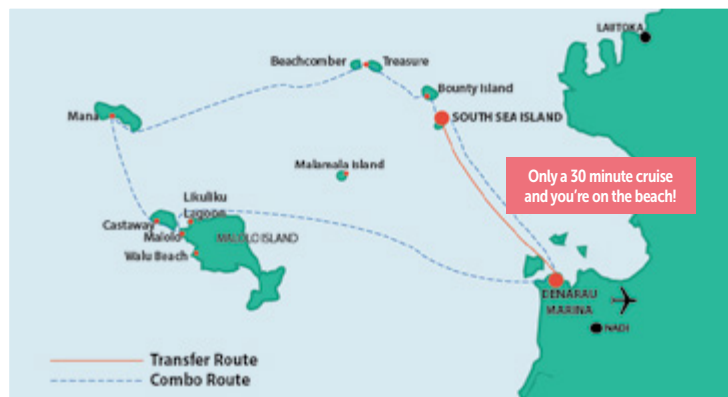 LAUTOKA
Beachcomber
Treasure
Bounty Island
SOUTH SEA ISLAND
Mana
Malamala Island
Only a 30 minute cruise
and you're on the beach!
Likuliku
Lagoon
Castaway
Malolo
MALOLO ISLAND
Walu Beach
DENARAU
MARINA
NADI
Transfer Route
Combo Route